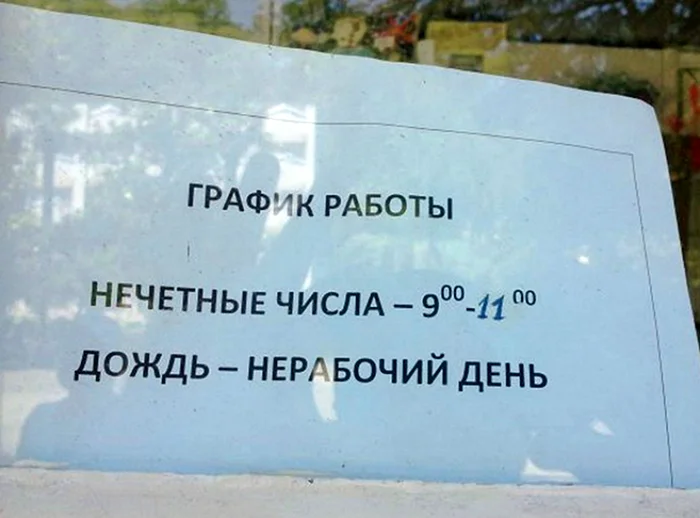 ГРАФИК РАБОТЫ
НЕЧЕТНЫЕ ЧИСЛА – 9⁰⁰-11⁰⁰
ДОЖДЬ – НЕРАБОЧИЙ ДЕНЬ